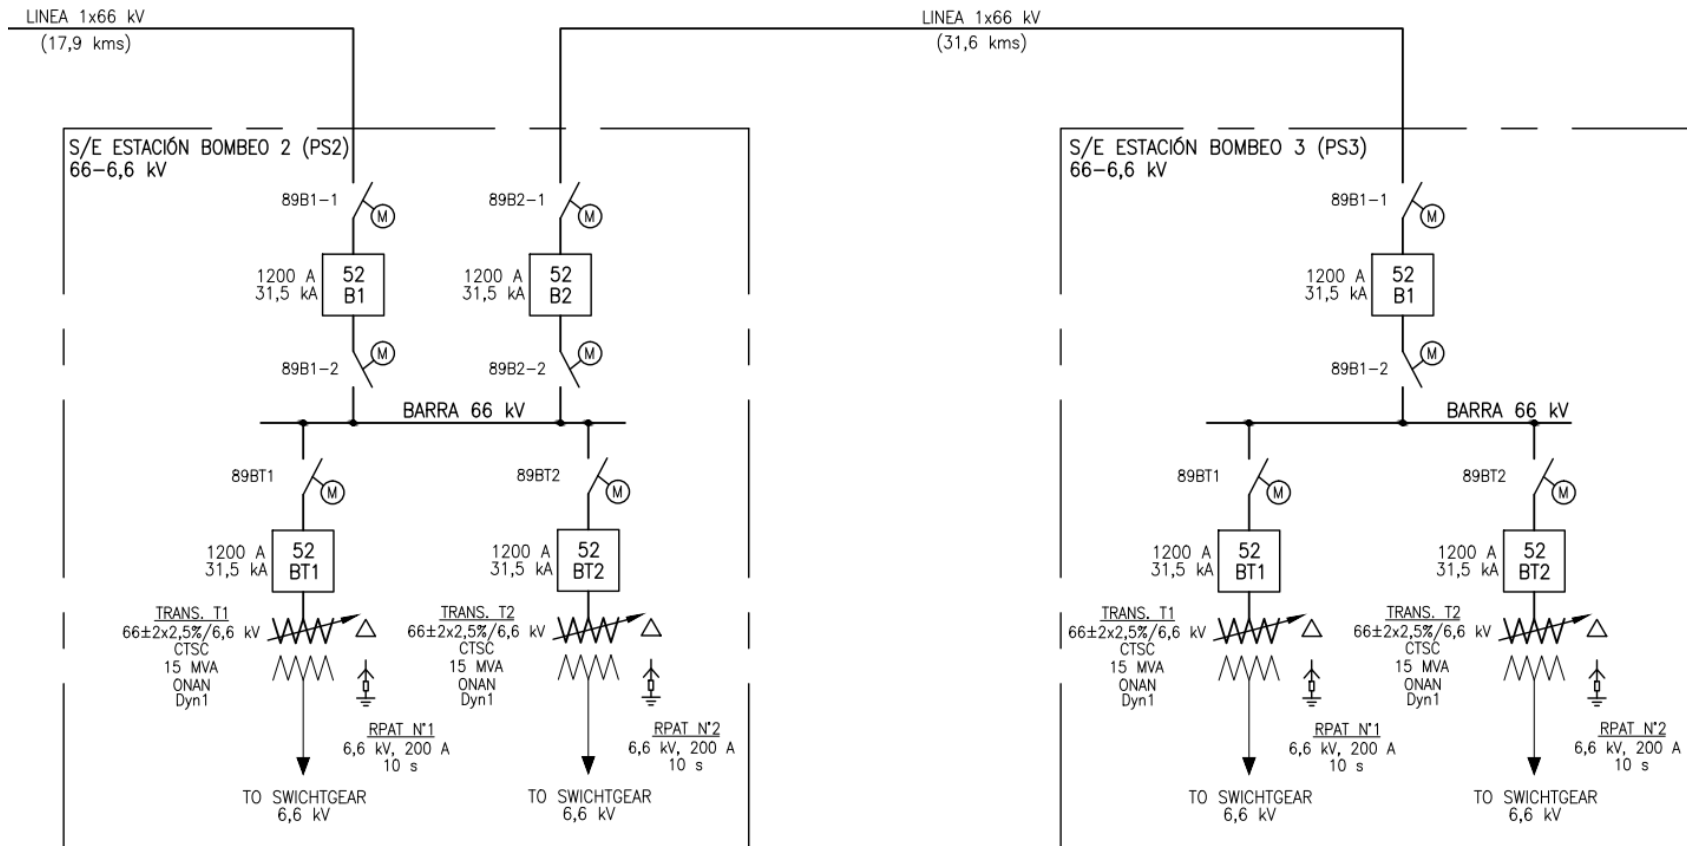 LINEA 1x66 kV
(17,9 kms)
LINEA 1x66 kV
(31,6 kms)
S/E ESTACIÓN BOMBEO 2 (PS2)
66-6,6 kV
89B1-1
M
89B2-1
M
1200 A
31,5 kA
52
B1
1200 A
31,5 kA
52
B2
89B1-2
M
89B2-2
M
BARRA 66 kV
89BT1
M
89BT2
M
1200 A
31,5 kA
52
BT1
1200 A
31,5 kA
52
BT2
TRANS. T1
66±2x2,5%/6,6 kV
CTSC
15 MVA
ONAN
Dyn1
TRANS. T2
66±2x2,5%/6,6 kV
CTSC
15 MVA
ONAN
Dyn1
RPAT N°1
6,6 kV, 200 A
10 s
RPAT N°2
6,6 kV, 200 A
10 s
TO SWICHTGEAR
6,6 kV
TO SWICHTGEAR
6,6 kV
S/E ESTACIÓN BOMBEO 3 (PS3)
66-6,6 kV
89B1-1
M
1200 A
31,5 kA
52
B1
89B1-2
M
BARRA 66 kV
89BT1
M
89BT2
M
1200 A
31,5 kA
52
BT1
1200 A
31,5 kA
52
BT2
TRANS. T1
66±2x2,5%/6,6 kV
CTSC
15 MVA
ONAN
Dyn1
TRANS. T2
66±2x2,5%/6,6 kV
CTSC
15 MVA
ONAN
Dyn1
RPAT N°1
6,6 kV, 200 A
10 s
RPAT N°2
6,6 kV, 200 A
10 s
TO SWICHTGEAR
6,6 kV
TO SWICHTGEAR
6,6 kV